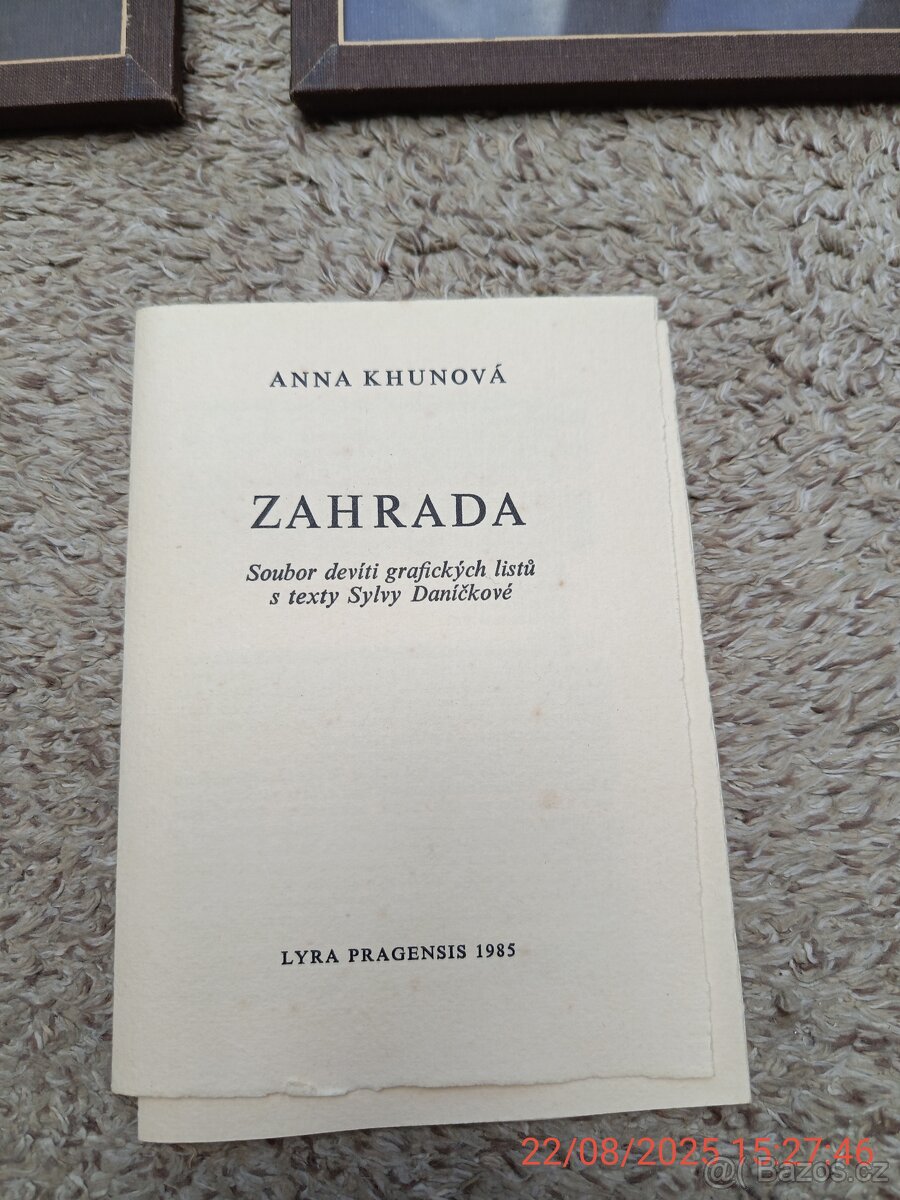 ANNA KHUNOVÁ
ZAHRADA
Soubor devíti grafických listů
s texty Sylvy Daníčkové
LYRA PRAGENSIS 1985
22/08/2025 15:27:46
@( Bazoš.cz